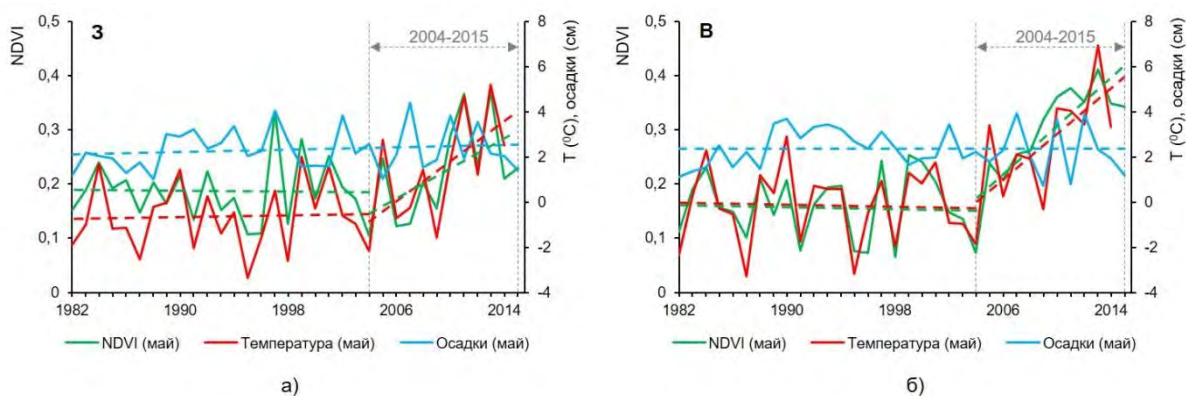 З
2004-2015
NDVI
0,5
0,4
0,3
0,2
0,1
0
8
6
4
2
0
-2
-4
T (⁰C), осадки (см)
1982 1990 1998 2006 2014
NDVI (май) Температура (май) Осадки (май)
а)
В
2004-2015
NDVI
0,5
0,4
0,3
0,2
0,1
0
8
6
4
2
0
-2
-4
T (⁰C), осадки (см)
1982 1990 1998 2006 2014
NDVI (май) Температура (май) Осадки (май)
б)